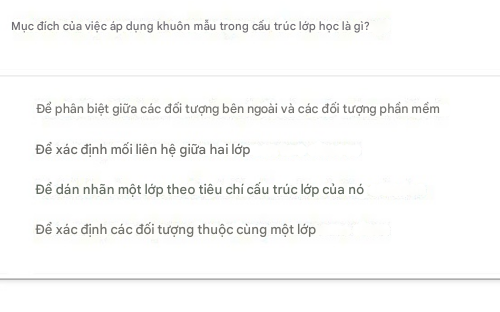 Mục đích của việc áp dụng khuôn mẫu trong cấu trúc lớp học là gì?
Để phân biệt giữa các đối tượng bên ngoài và các đối tượng phần mềm
Để xác định mối liên hệ giữa hai lớp
Để dán nhãn một lớp theo tiêu chí cấu trúc lớp của nó
Để xác định các đối tượng thuộc cùng một lớp